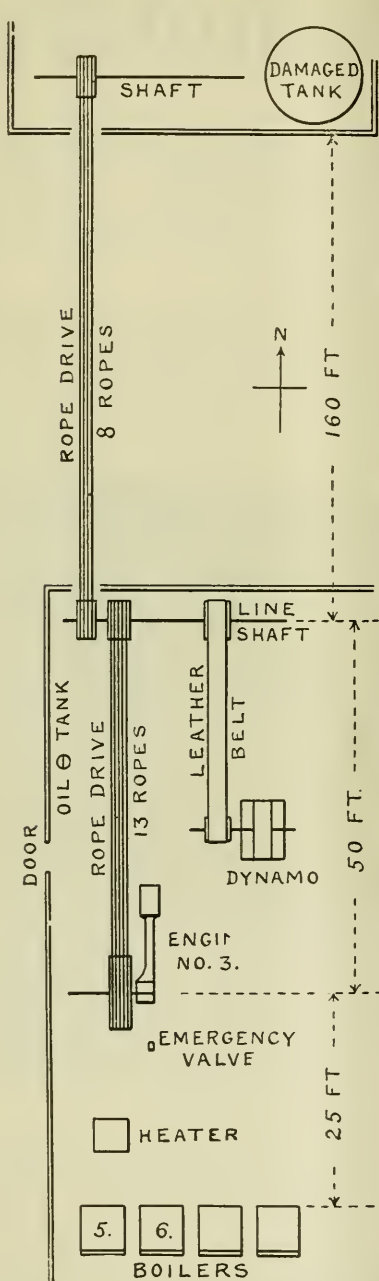 DAMAGED
TANK
SHAFT
ROPE DRIVE
8 ROPES
N
160 FT
LINE
SHAFT
OIL TANK
ROPE DRIVE
13 ROPES
LEATHER
BELT
DOOR
DYNAMO
50 FT.
ENGIN
NO. 3.
EMERGENCY
VALVE
25 FT
HEATER
5.
6.
BOILERS